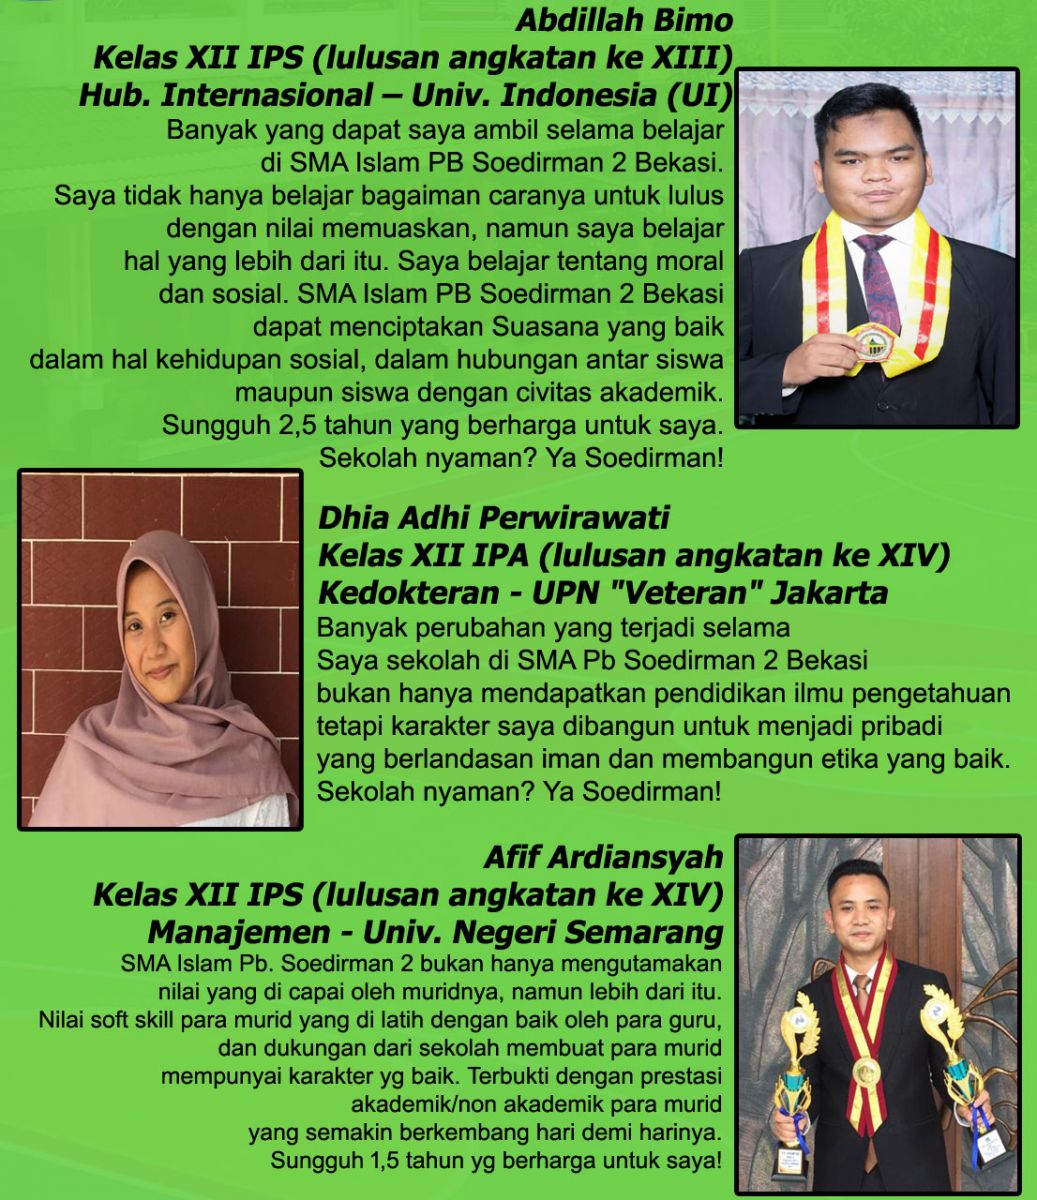 Abdillah Bimo
Kelas XII IPS (lulusan angkatan ke XIII)
Hub. Internasional – Univ. Indonesia (UI)
Banyak yang dapat saya ambil selama belajar
di SMA Islam PB Soedirman 2 Bekasi.
Saya tidak hanya belajar bagaiman caranya untuk lulus
dengan nilai memuaskan, namun saya belajar
hal yang lebih dari itu. Saya belajar tentang moral
dan sosial. SMA Islam PB Soedirman 2 Bekasi
dapat menciptakan Suasana yang baik
dalam hal kehidupan sosial, dalam hubungan antar siswa
maupun siswa dengan civitas akademik.
Sungguh 2,5 tahun yang berharga untuk saya.
Sekolah nyaman? Ya Soedirman!
Dhia Adhi Perwirawati
Kelas XII IPA (lulusan angkatan ke XIV)
Kedokteran - UPN "Veteran" Jakarta
Banyak perubahan yang terjadi selama
Saya sekolah di SMA Pb Soedirman 2 Bekasi
bukan hanya mendapatkan pendidikan ilmu pengetahuan
tetapi karakter saya dibangun untuk menjadi pribadi
yang berlandasan iman dan membangun etika yang baik.
Sekolah nyaman? Ya Soedirman!
Afif Ardiansyah
Kelas XII IPS (lulusan angkatan ke XIV)
Manajemen - Univ. Negeri Semarang
SMA Islam Pb. Soedirman 2 bukan hanya mengutamakan
nilai yang di capai oleh muridnya, namun lebih dari itu.
Nilai soft skill para murid yang di latih dengan baik oleh para guru,
dan dukungan dari sekolah membuat para murid
mempunyai karakter yg baik. Terbukti dengan prestasi
akademik/non akademik para murid
yang semakin berkembang hari demi harinya.
Sungguh 1,5 tahun yg berharga untuk saya!